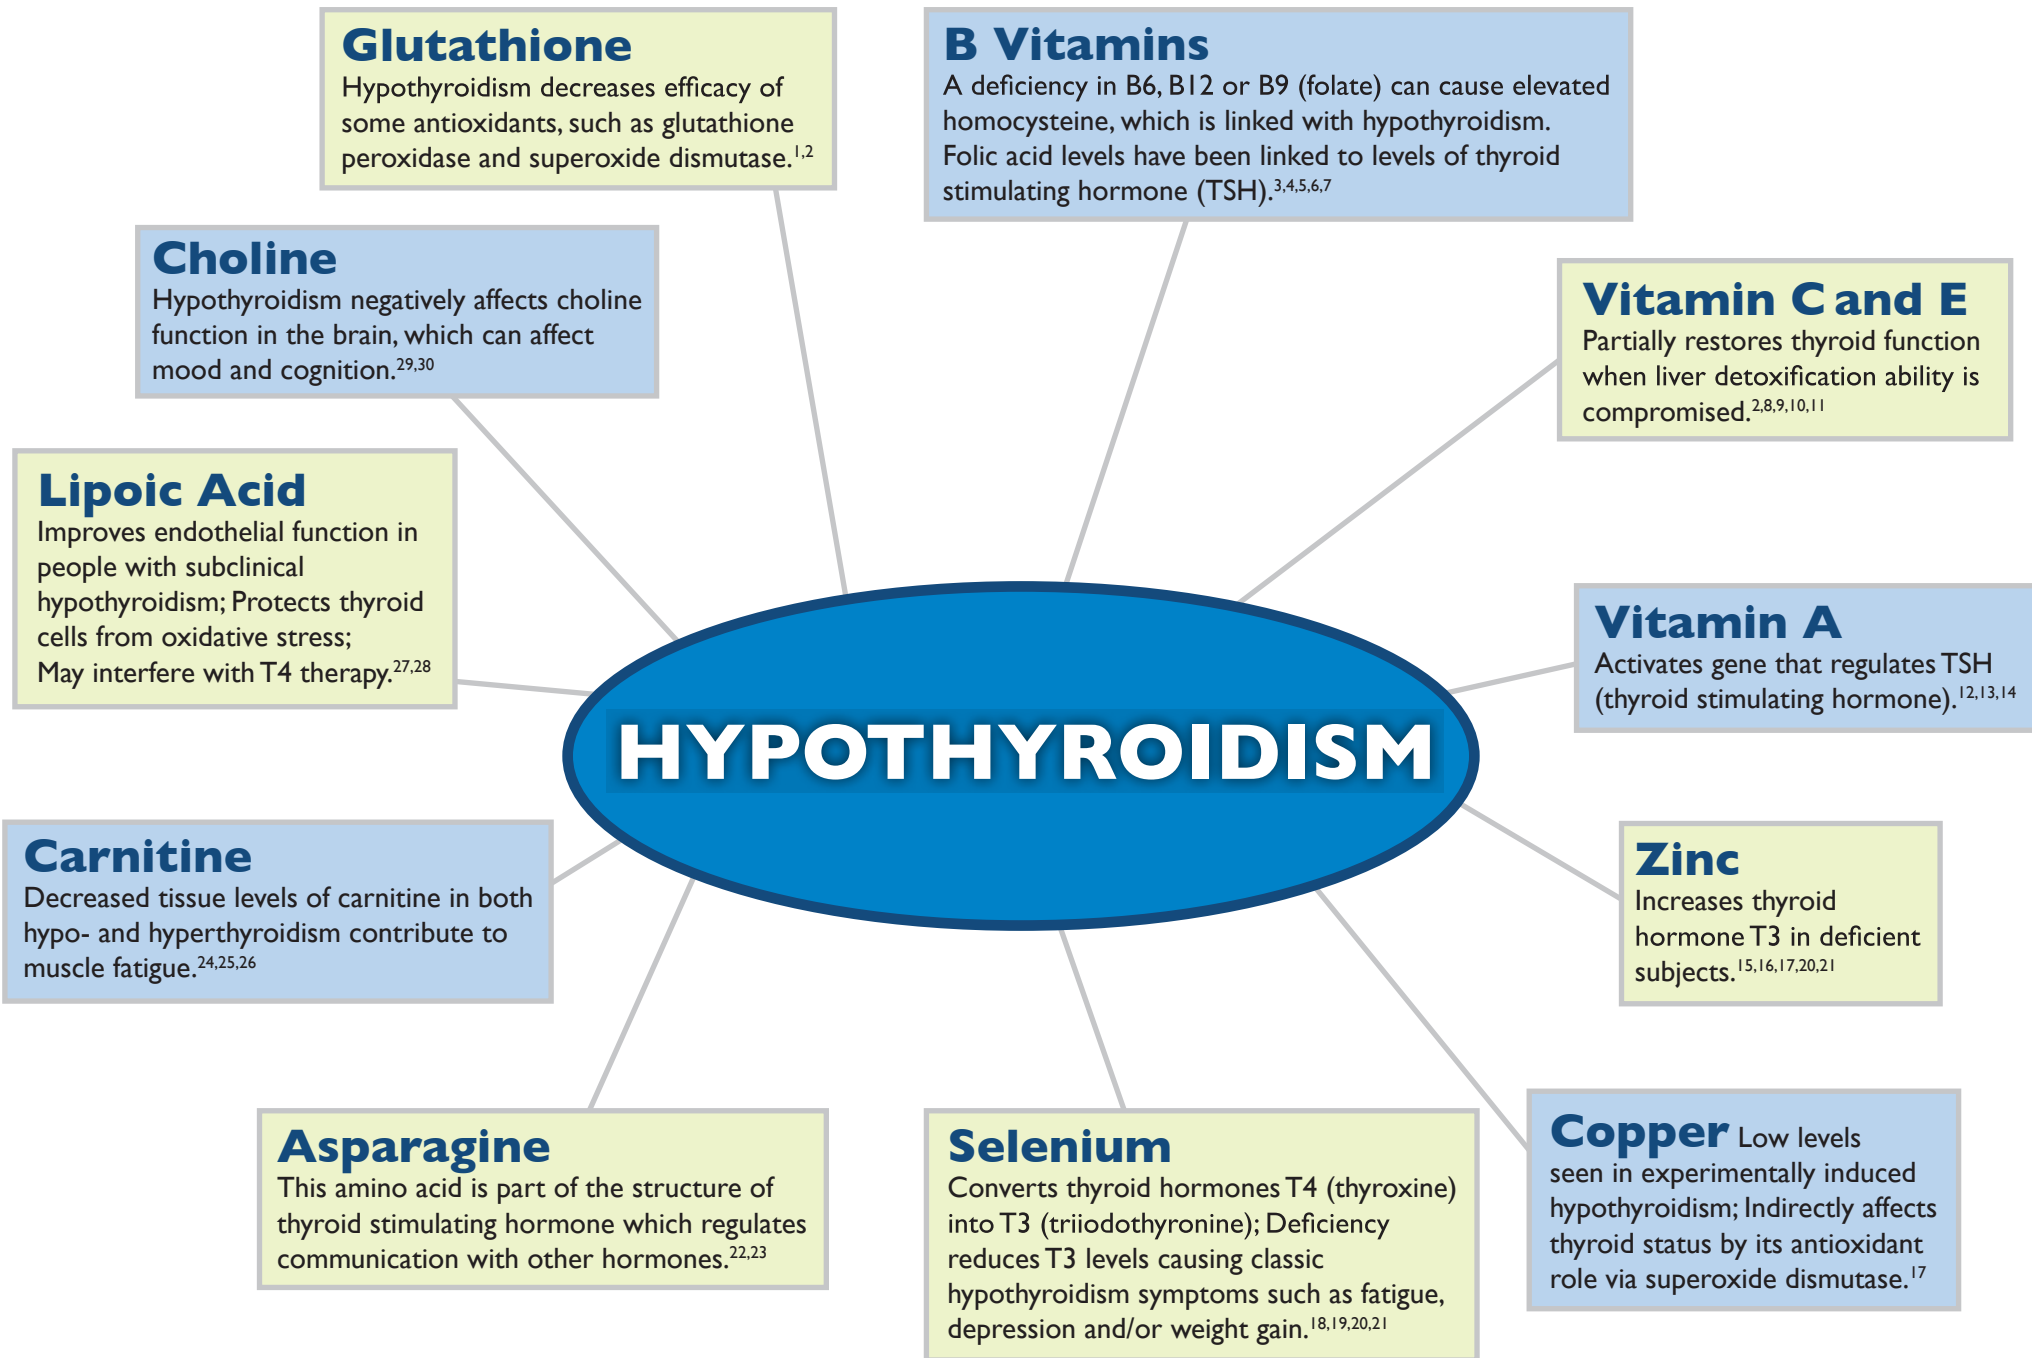 Glutathione
Hypothyroidism decreases efficacy of
some antioxidants, such as glutathione
peroxidase and superoxide dismutase.1,2
B Vitamins
A deficiency in B6, B12 or B9 (folate) can cause elevated
homocysteine, which is linked with hypothyroidism.
Folic acid levels have been linked to levels of thyroid
stimulating hormone (TSH).3,4,5,6,7
Choline
Hypothyroidism negatively affects choline
function in the brain, which can affect
mood and cognition.29,30
Vitamin C and E
Partially restores thyroid function
when liver detoxification ability is
compromised.2,8,9,10,11
Lipoic Acid
Improves endothelial function in
people with subclinical
hypothyroidism; Protects thyroid
cells from oxidative stress;
May interfere with T4 therapy.27,28
Vitamin A
Activates gene that regulates TSH
(thyroid stimulating hormone).12,13,14
HYPOTHYROIDISM
Carnitine
Decreased tissue levels of carnitine in both
hypo- and hyperthyroidism contribute to
muscle fatigue.24,25,26
Zinc
Increases thyroid
hormone T3 in deficient
subjects.15,16,17,20,21
Asparagine
This amino acid is part of the structure of
thyroid stimulating hormone which regulates
communication with other hormones.22,23
Selenium
Converts thyroid hormones T4 (thyroxine)
into T3 (triiodothyronine); Deficiency
reduces T3 levels causing classic
hypothyroidism symptoms such as fatigue,
depression and/or weight gain.18,19,20,21
Copper Low levels
seen in experimentally induced
hypothyroidism; Indirectly affects
thyroid status by its antioxidant
role via superoxide dismutase.17